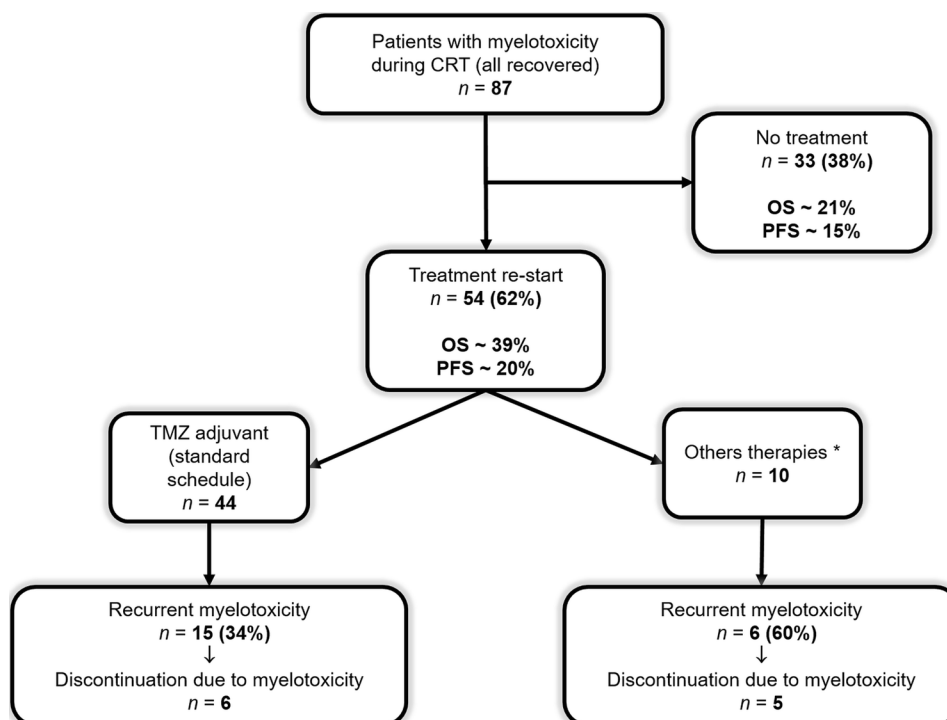 Patients with myelotoxicity
during CRT (all recovered)
n = 87
No treatment
n = 33 (38%)
OS ~ 21%
PFS ~ 15%
Treatment re-start
n = 54 (62%)
OS ~ 39%
PFS ~ 20%
TMZ adjuvant
(standard
schedule)
n = 44
Others therapies *
n = 10
Recurrent myelotoxicity
n = 15 (34%)
↓
Discontinuation due to myelotoxicity
n = 6
Recurrent myelotoxicity
n = 6 (60%)
↓
Discontinuation due to myelotoxicity
n = 5